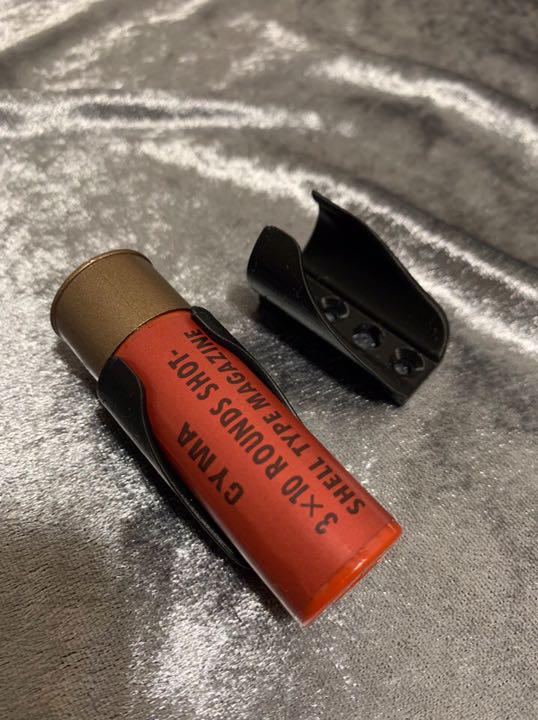 CYMA
3×10 ROUNDS SHOT-
SHELL TYPE MAGAZINE